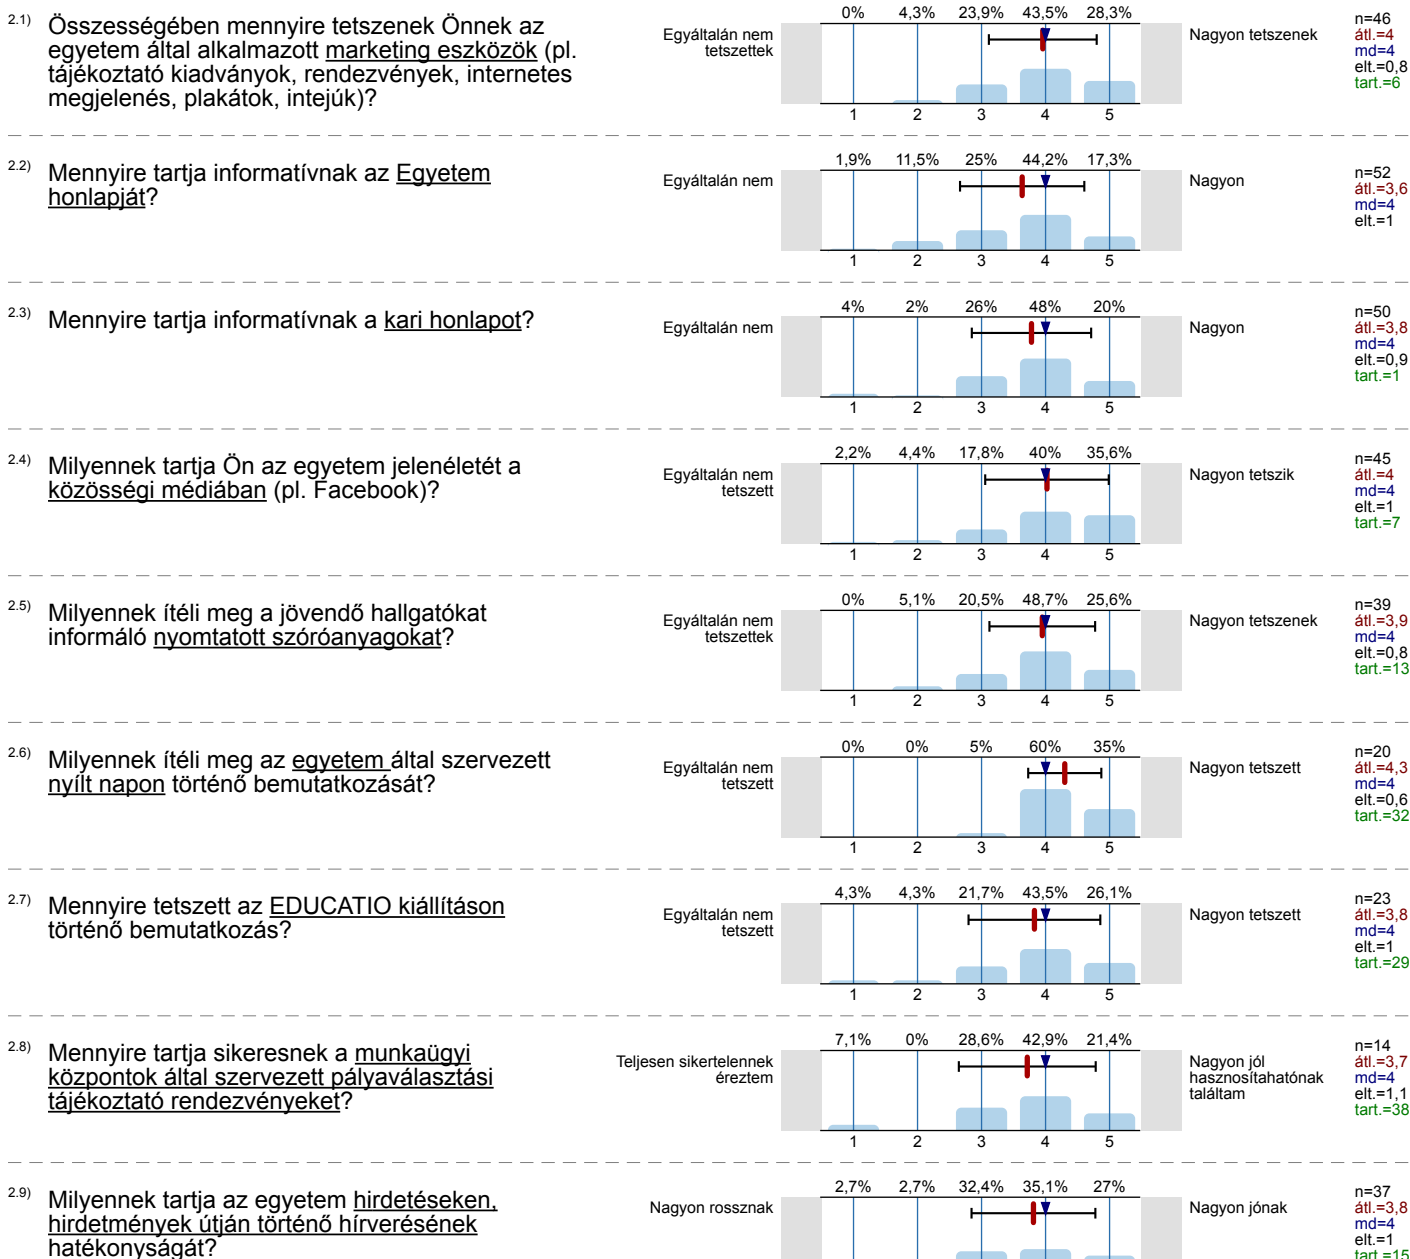 2.1) Összességében mennyire tetszenek Önnek az
egyetem által alkalmazott marketing eszközök (pl.
tájékoztató kiadványok, rendezvények, internetes
megjelenés, plakátok, intejúk)?
Egyáltalán nem
tetszettek
0% 4,3% 23,9% 43,5% 28,3%
1 2 3 4 5
Nagyon tetszenek
n=46
átl.=4
md=4
elt.=0,8
tart.=6
2.2) Mennyire tartja informatívnak az Egyetem
honlapját?
Egyáltalán nem
1,9% 11,5% 25% 44,2% 17,3%
1 2 3 4 5
Nagyon
n=52
átl.=3,6
md=4
elt.=1
2.3) Mennyire tartja informatívnak a kari honlapot?
Egyáltalán nem
4% 2% 26% 48% 20%
1 2 3 4 5
Nagyon
n=50
átl.=3,8
md=4
elt.=0,9
tart.=1
2.4) Milyennek tartja Ön az egyetem jelenéletét a
közösségi médiában (pl. Facebook)?
Egyáltalán nem
tetszett
2,2% 4,4% 17,8% 40% 35,6%
1 2 3 4 5
Nagyon tetszik
n=45
átl.=4
md=4
elt.=1
tart.=7
2.5) Milyennek ítéli meg a jövendő hallgatókat
informáló nyomtatott szóróanyagokat?
Egyáltalán nem
tetszettek
0% 5,1% 20,5% 48,7% 25,6%
1 2 3 4 5
Nagyon tetszenek
n=39
átl.=3,9
md=4
elt.=0,8
tart.=13
2.6) Milyennek ítéli meg az egyetem által szervezett
nyílt napon történő bemutatkozását?
Egyáltalán nem
tetszett
0% 0% 5% 60% 35%
1 2 3 4 5
Nagyon tetszett
n=20
átl.=4,3
md=4
elt.=0,6
tart.=32
2.7) Mennyire tetszett az EDUCATIO kiállításon
történő bemutatkozás?
Egyáltalán nem
tetszett
4,3% 4,3% 21,7% 43,5% 26,1%
1 2 3 4 5
Nagyon tetszett
n=23
átl.=3,8
md=4
elt.=1
tart.=29
2.8) Mennyire tartja sikeresnek a munkaügyi
központok által szervezett pályaválasztási
tájékoztató rendezvényeket?
Teljesen sikertelennek
éreztem
7,1% 0% 28,6% 42,9% 21,4%
1 2 3 4 5
Nagyon jól
hasznosítahatónak
találtam
n=14
átl.=3,7
md=4
elt.=1,1
tart.=38
2.9) Milyennek tartja az egyetem hirdetéseken,
hirdetmények útján történő hírverésének
hatékonyságát?
Nagyon rossznak
2,7% 2,7% 32,4% 35,1% 27%
Nagyon jónak
n=37
átl.=3,8
md=4
elt.=1
tart.=15